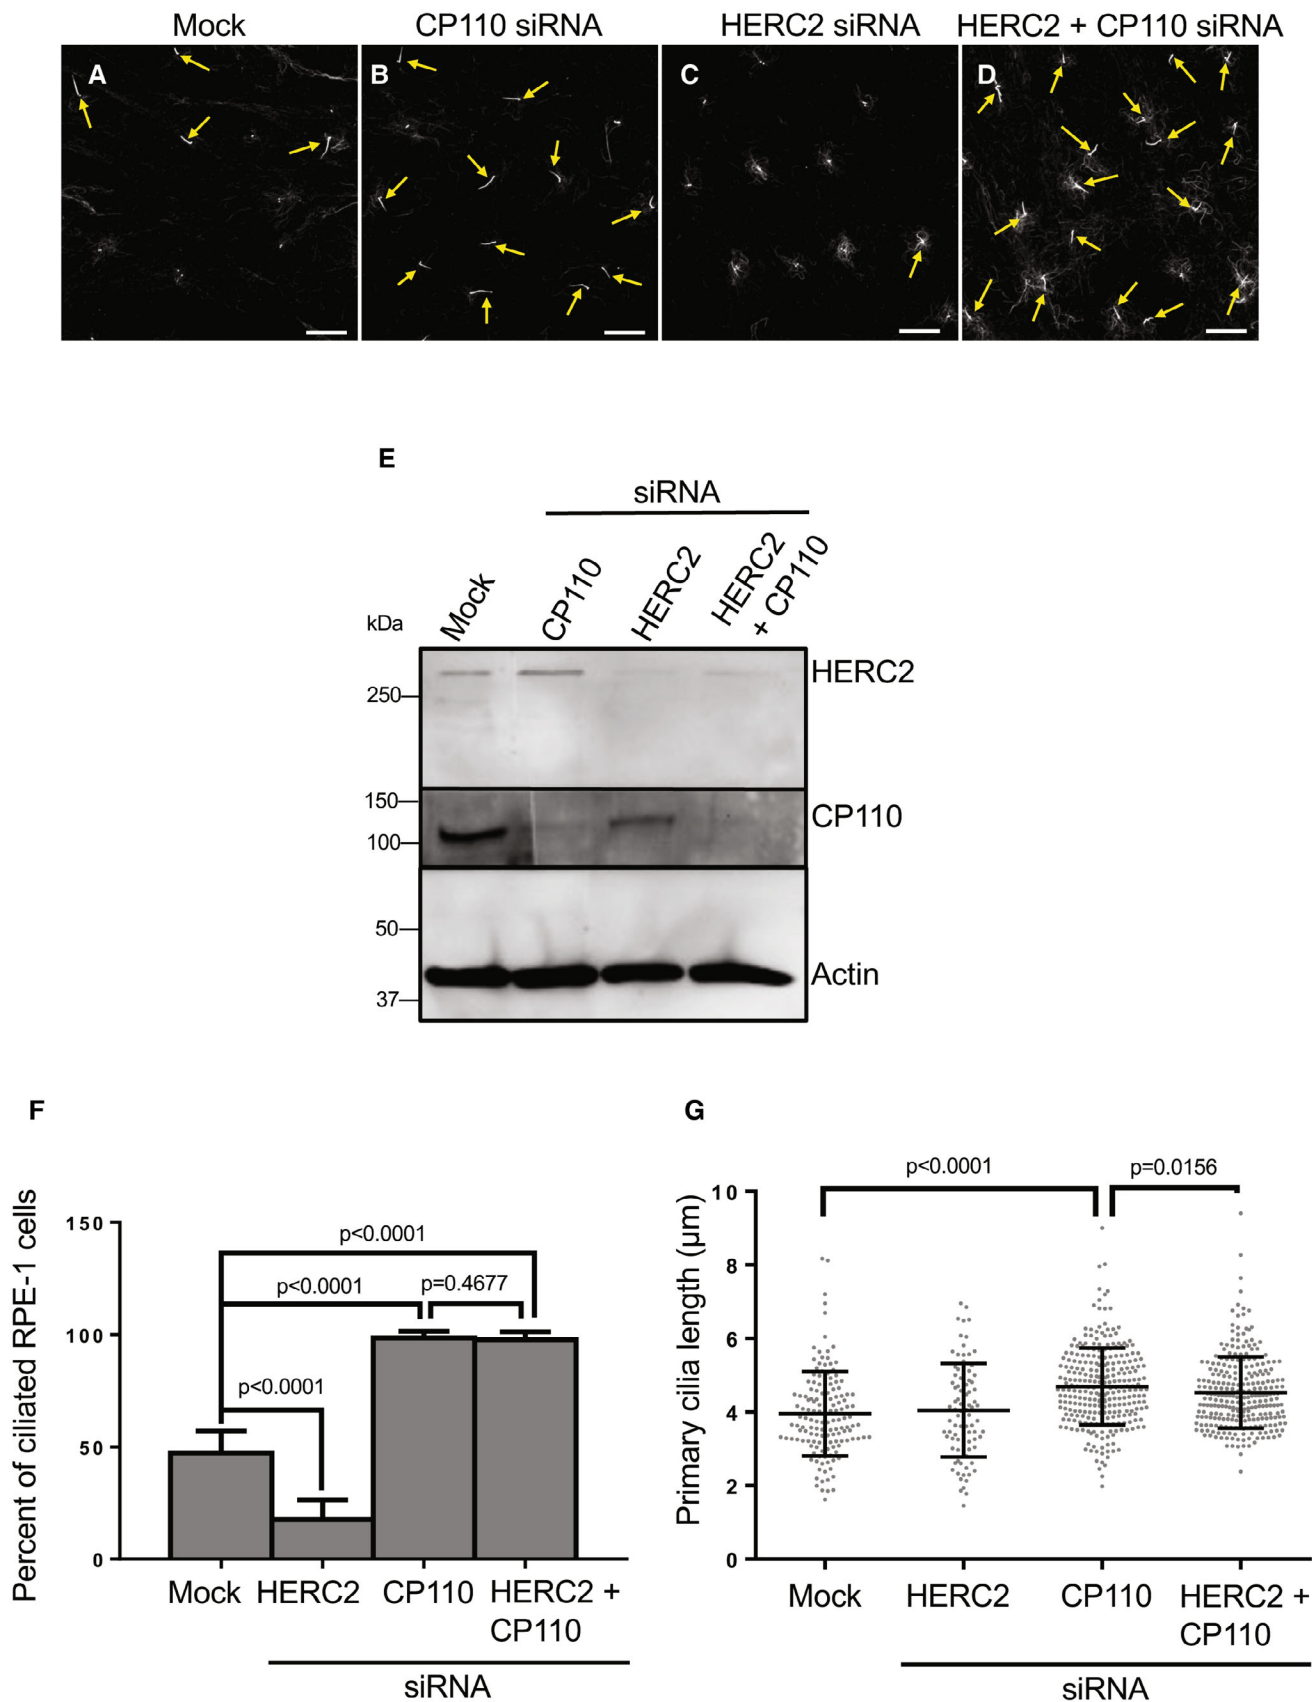 Mock
CP110 siRNA
HERC2 siRNA
HERC2 + CP110 siRNA
A
B
C
D
E
siRNA
kDa
Mock
CP110
HERC2
HERC2
+ CP110
250
HERC2
150
100
CP110
50
37
Actin
F
Percent of ciliated RPE-1 cells
150
100
50
0
p<0.0001
p<0.0001
p=0.4677
p<0.0001
Mock
HERC2
CP110
HERC2 +
CP110
siRNA
G
Primary cilia length (μm)
10
8
6
4
2
0
p<0.0001
p=0.0156
Mock
HERC2
CP110
HERC2 +
CP110
siRNA